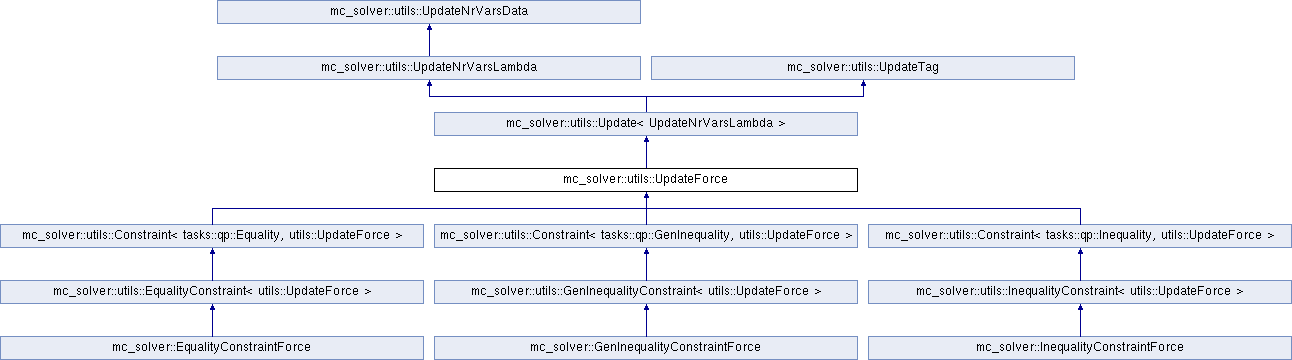 mc_solver::utils::UpdateNrVarsData
mc_solver::utils::UpdateNrVarsLambda
mc_solver::utils::UpdateTag
mc_solver::utils::Update< UpdateNrVarsLambda >
mc_solver::utils::UpdateForce
mc_solver::utils::Constraint< tasks::qp::Equality, utils::UpdateForce >
mc_solver::utils::Constraint< tasks::qp::GenInequality, utils::UpdateForce >
mc_solver::utils::Constraint< tasks::qp::Inequality, utils::UpdateForce >
mc_solver::utils::EqualityConstraint< utils::UpdateForce >
mc_solver::utils::GenInequalityConstraint< utils::UpdateForce >
mc_solver::utils::InequalityConstraint< utils::UpdateForce >
mc_solver::EqualityConstraintForce
mc_solver::GenInequalityConstraintForce
mc_solver::InequalityConstraintForce